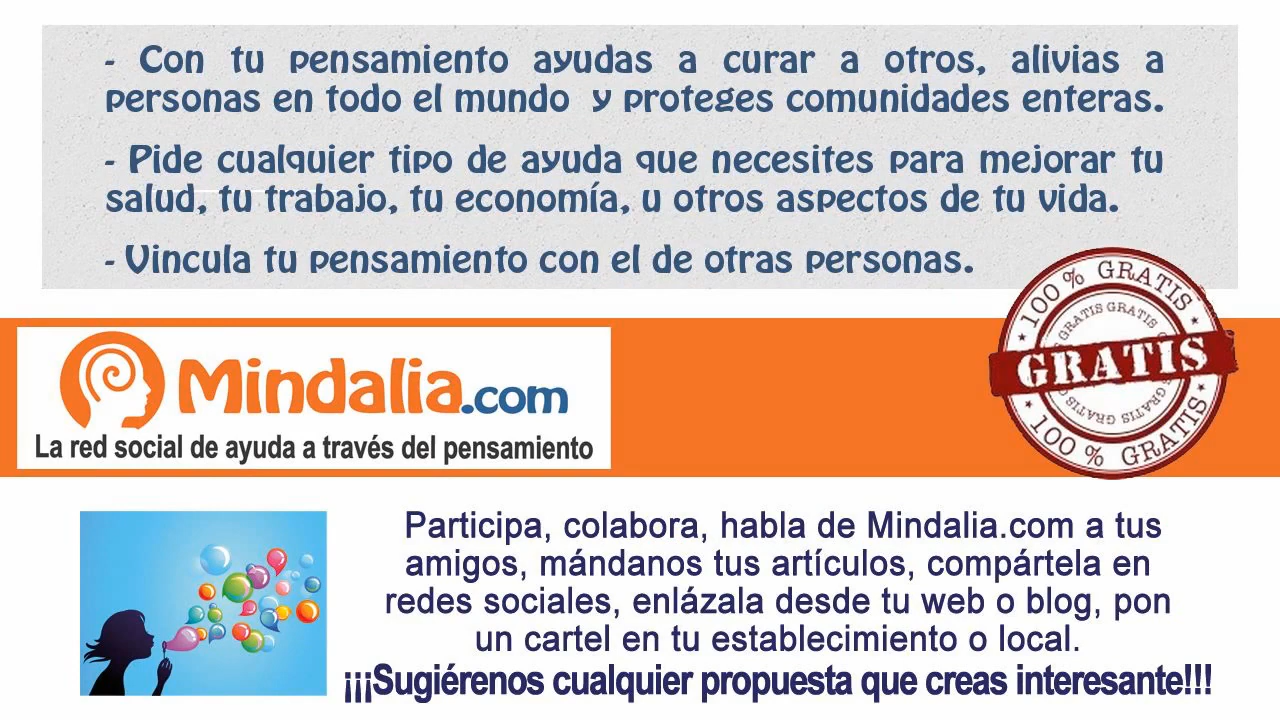 - Con tu pensamiento ayudas a curar a otros, alivias a
personas en todo el mundo y proteges comunidades enteras.
- Pide cualquier tipo de ayuda que necesites para mejorar tu
salud, tu trabajo, tu economía, u otros aspectos de tu vida.
- Vincula tu pensamiento con el de otras personas.
100 % GRATIS
GRATIS GRATIS GRATIS
GRATIS
GRATIS GRATIS GRATIS
100 % GRATIS
Mindalia.com
La red social de ayuda a través del pensamiento
Participa, colabora, habla de Mindalia.com a tus
amigos, mándanos tus artículos, compártela en
redes sociales, enlázala desde tu web o blog, pon
un cartel en tu establecimiento o local.
¡¡¡Sugiérenos cualquier propuesta que creas interesante!!!